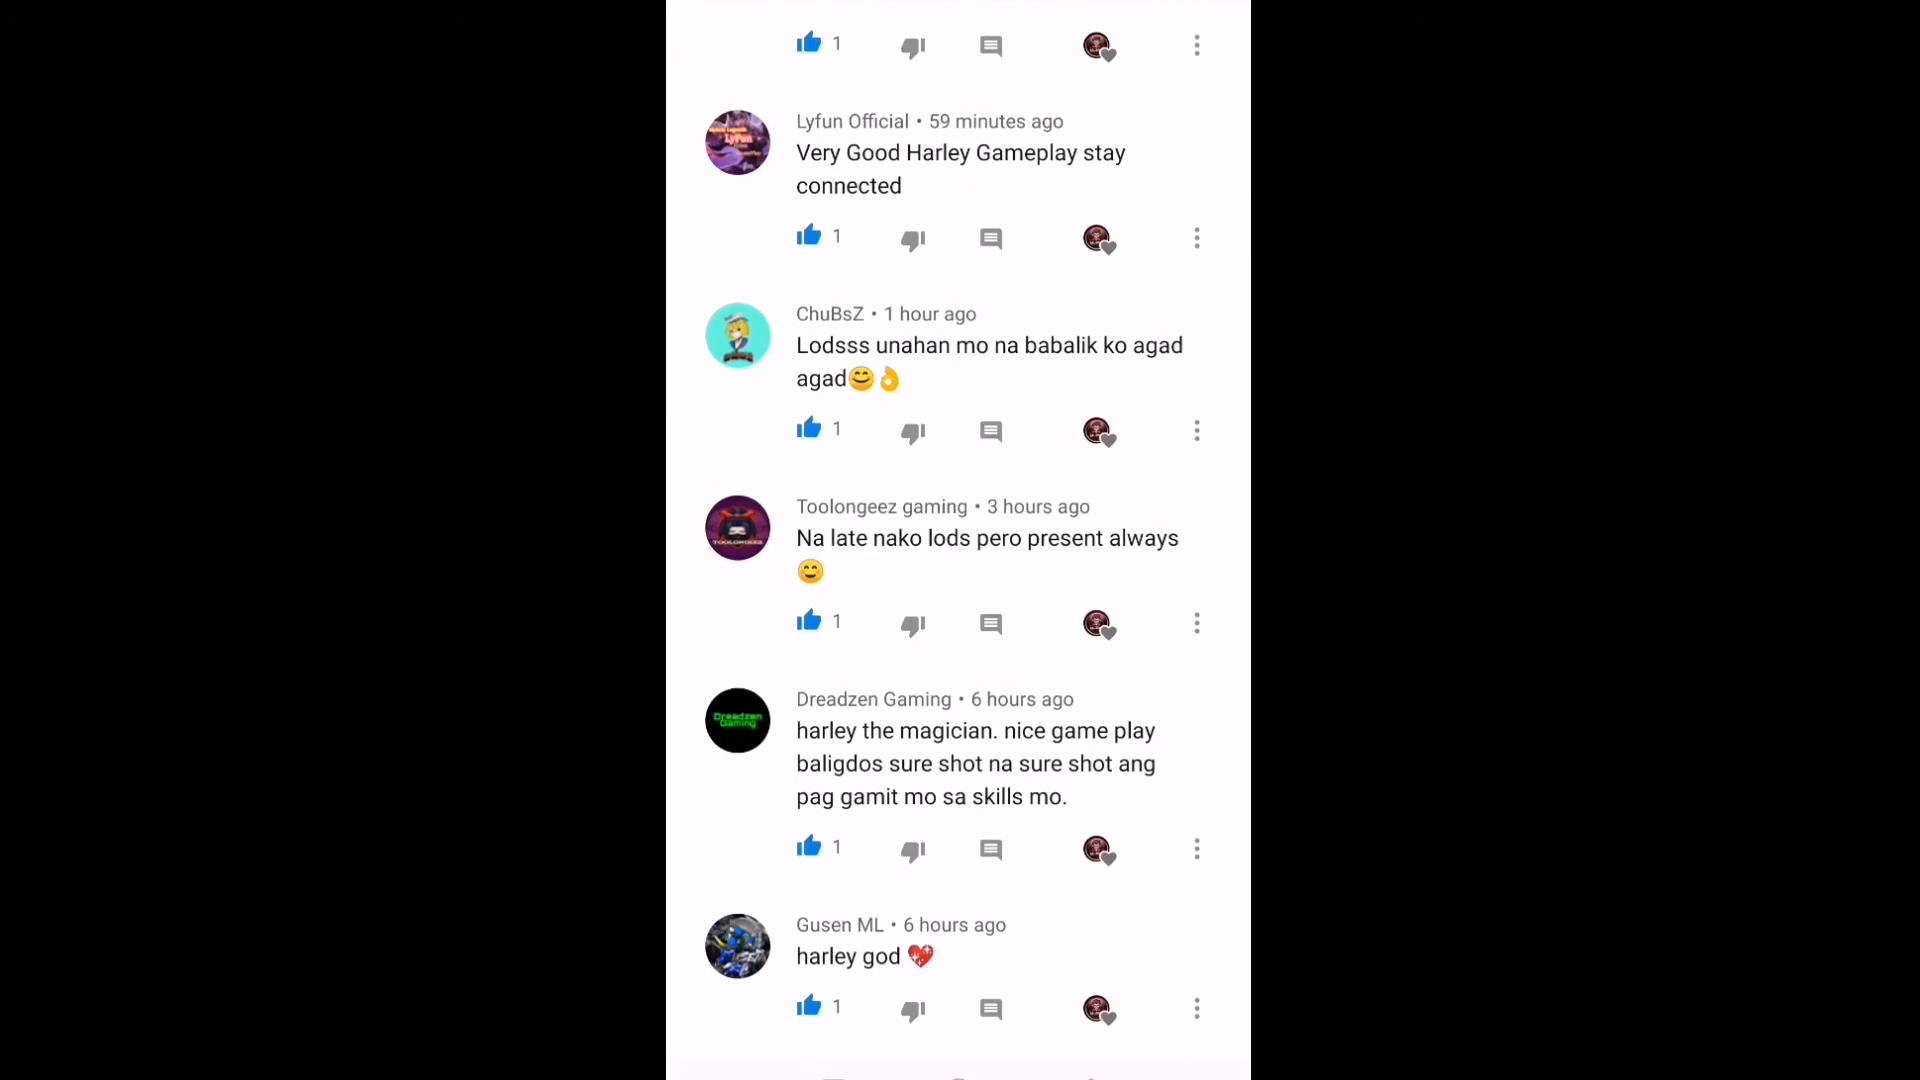 1
Lyfun Official • 59 minutes ago
Very Good Harley Gameplay stay
connected
1
ChuBsZ • 1 hour ago
Lodsss unahan mo na babalik ko agad
agad😊👌
1
Toolongeez gaming • 3 hours ago
Na late nako lods pero present always
😊
1
Dreadzen Gaming • 6 hours ago
Dreadzen
Gaming
harley the magician. nice game play
baligdos sure shot na sure shot ang
pag gamit mo sa skills mo.
1
Gusen ML • 6 hours ago
harley god 💖
1